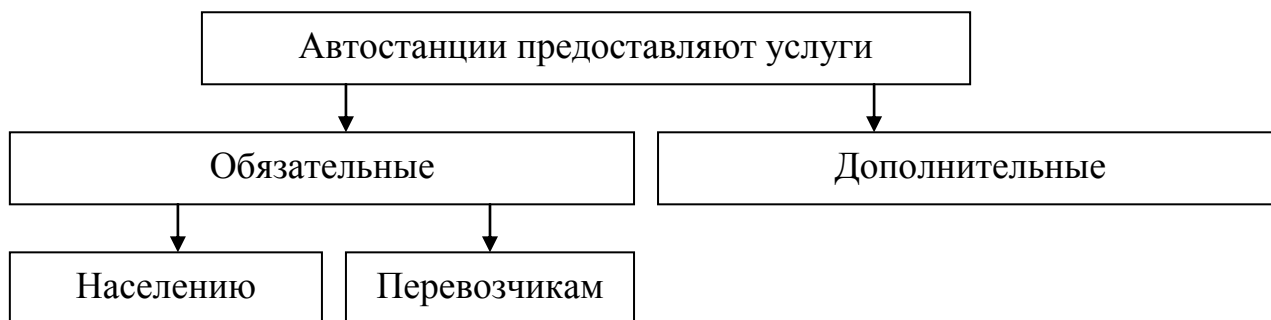 Автостанции предоставляют услуги
Обязательные
Дополнительные
Населению
Перевозчикам